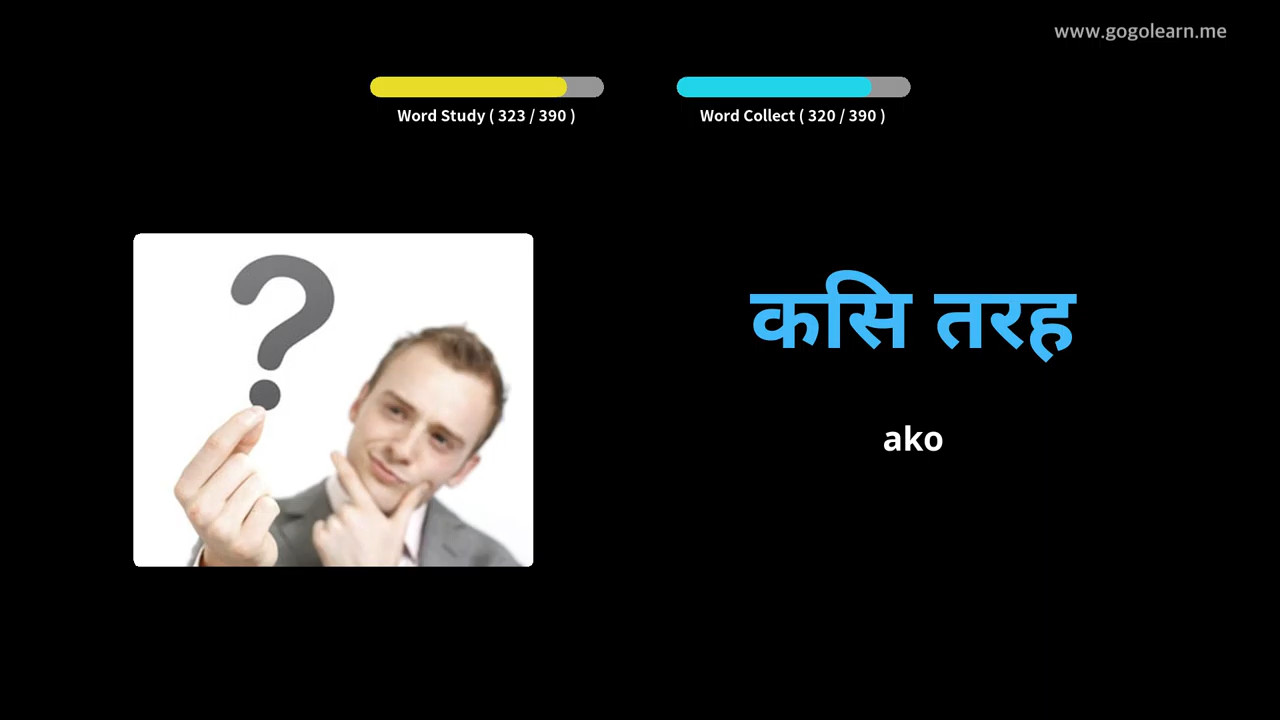 www.gogolearn.me
Word Study ( 323 / 390 )
Word Collect ( 320 / 390 )
कसि तरह
ako